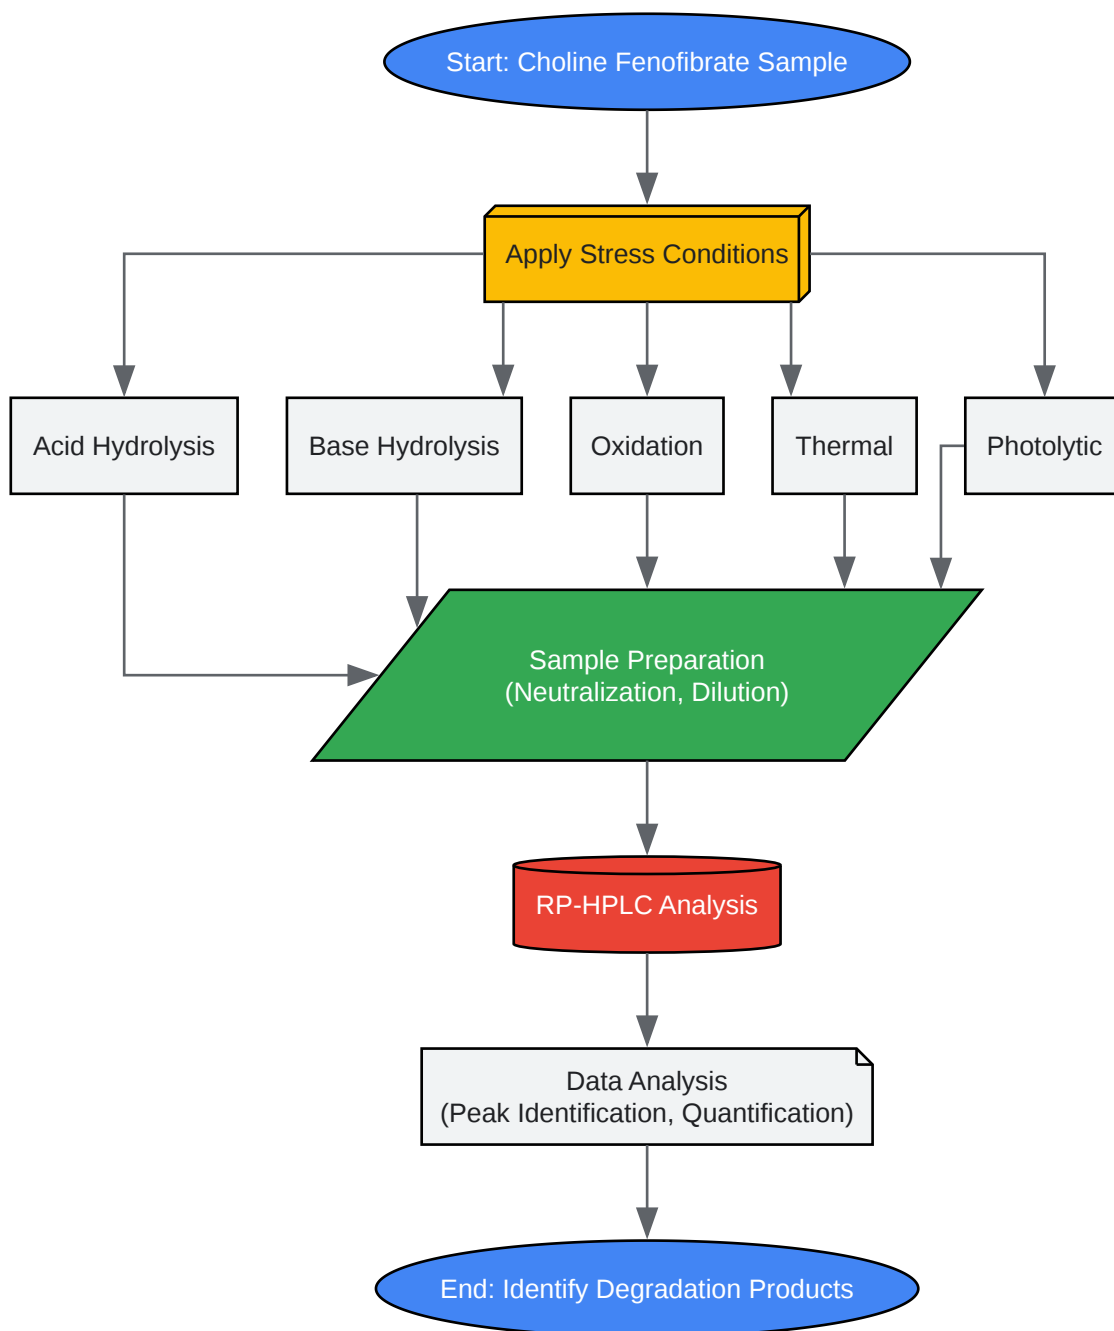 Start: Choline Fenofibrate Sample
Apply Stress Conditions
Acid Hydrolysis
Base Hydrolysis
Oxidation
Thermal
Photolytic
Sample Preparation
(Neutralization, Dilution)
RP-HPLC Analysis
Data Analysis
(Peak Identification, Quantification)
End: Identify Degradation Products